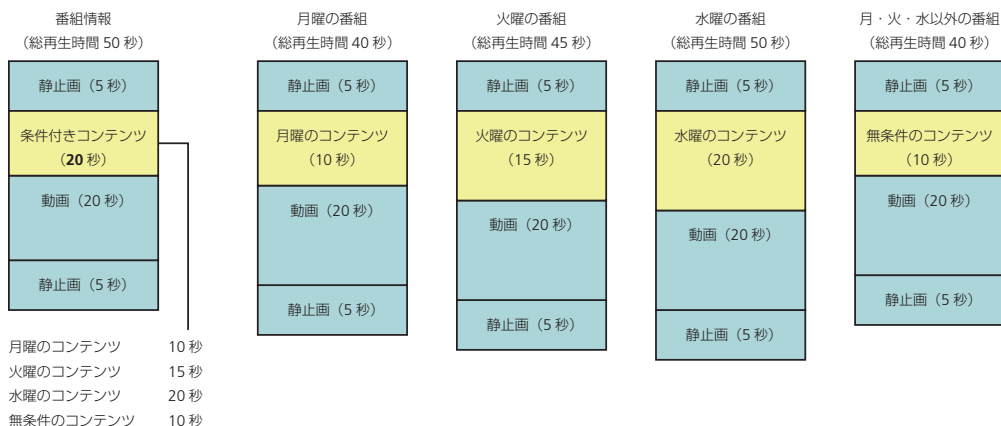 番組情報
（総再生時間 50 秒）
静止画（5 秒）
条件付きコンテンツ
（20 秒）
動画（20 秒）
静止画（5 秒）
月曜のコンテンツ 10 秒
火曜のコンテンツ 15 秒
水曜のコンテンツ 20 秒
無条件のコンテンツ 10 秒
月曜の番組
（総再生時間 40 秒）
静止画（5 秒）
月曜のコンテンツ
（10 秒）
動画（20 秒）
静止画（5 秒）
火曜の番組
（総再生時間 45 秒）
静止画（5 秒）
火曜のコンテンツ
（15 秒）
動画（20 秒）
静止画（5 秒）
水曜の番組
（総再生時間 50 秒）
静止画（5 秒）
水曜のコンテンツ
（20 秒）
動画（20 秒）
静止画（5 秒）
月・火・水以外の番組
（総再生時間 40 秒）
静止画（5 秒）
無条件のコンテンツ
（10 秒）
動画（20 秒）
静止画（5 秒）